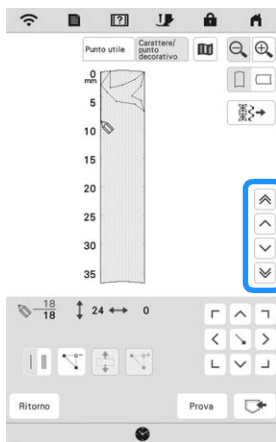 Punto utile
Carattere/
punto
decorativo
0
mm
5
10
15
20
25
30
35
18
18
24
0
Ritorno
Prova